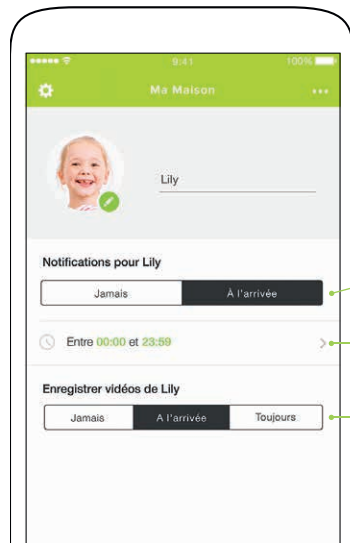 9:41 100%
Ma Maison
Lily
Notifications pour Lily
Jamais À l'arrivée
Entre 00:00 et 23:59
Enregistrer vidéos de Lily
Jamais A l'arrivée Toujours